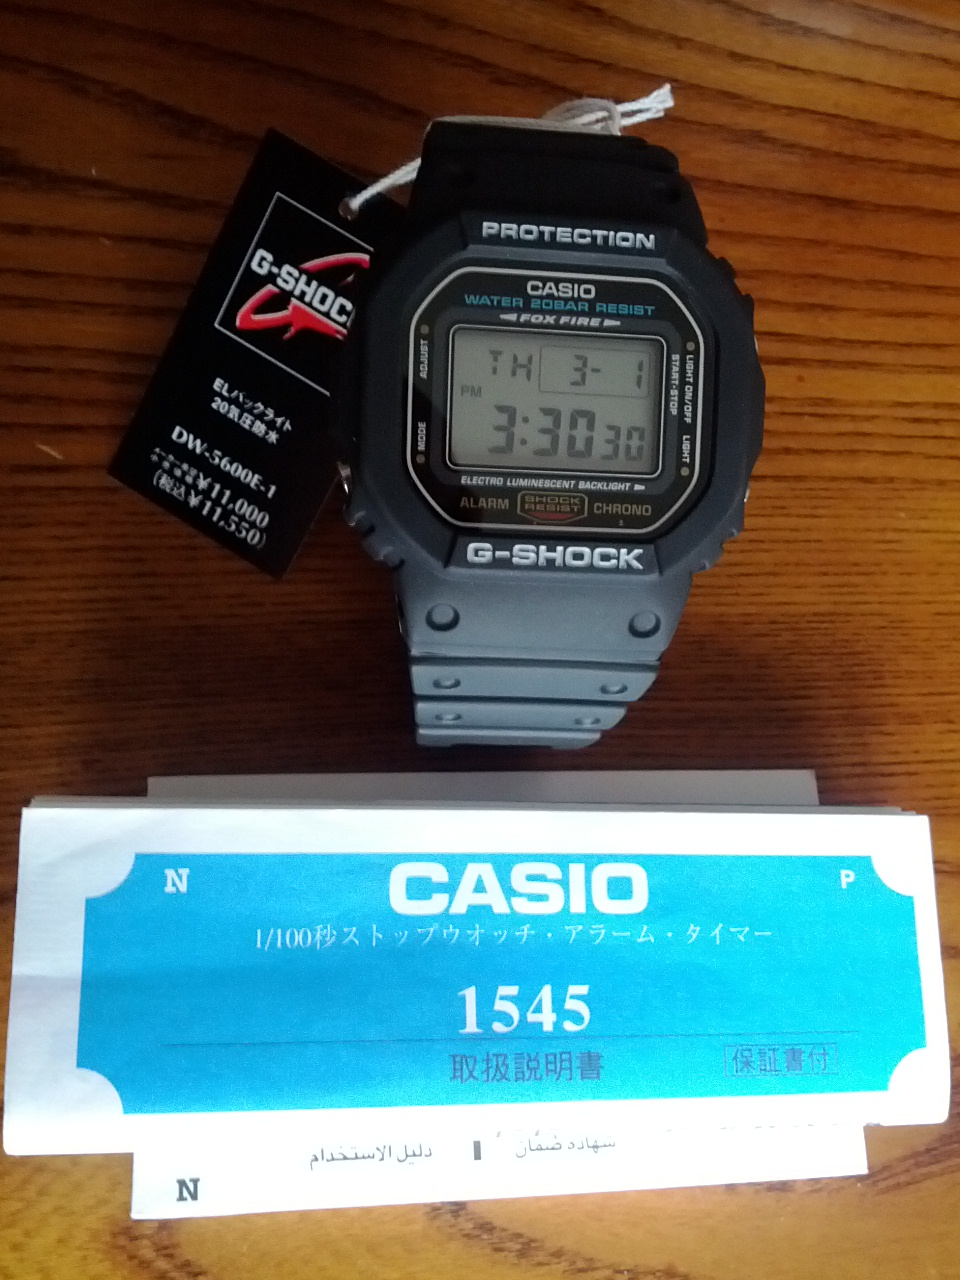 PROTECTION
CASIO
WATER 20BAR RESIST
FOX FIRE
ADJUST
MODE
LIGHT ON/OFF
START·STOP
LIGHT
TH 3- 1
PM
3:30 30
ELECTRO LUMINESCENT BACKLIGHT
ALARM
SHOCK
RESIST
CHRONO
G-SHOCK
G-SHOC
ELバックライト
20気圧防水
DW-5600E-1
¥11,000
(税込¥11,550)
N
CASIO
P
1/100秒ストップウオッチ・アラーム・タイマー
1545
取扱説明書
保証書付
دليل الاستخدام
شهادة ضمان
N